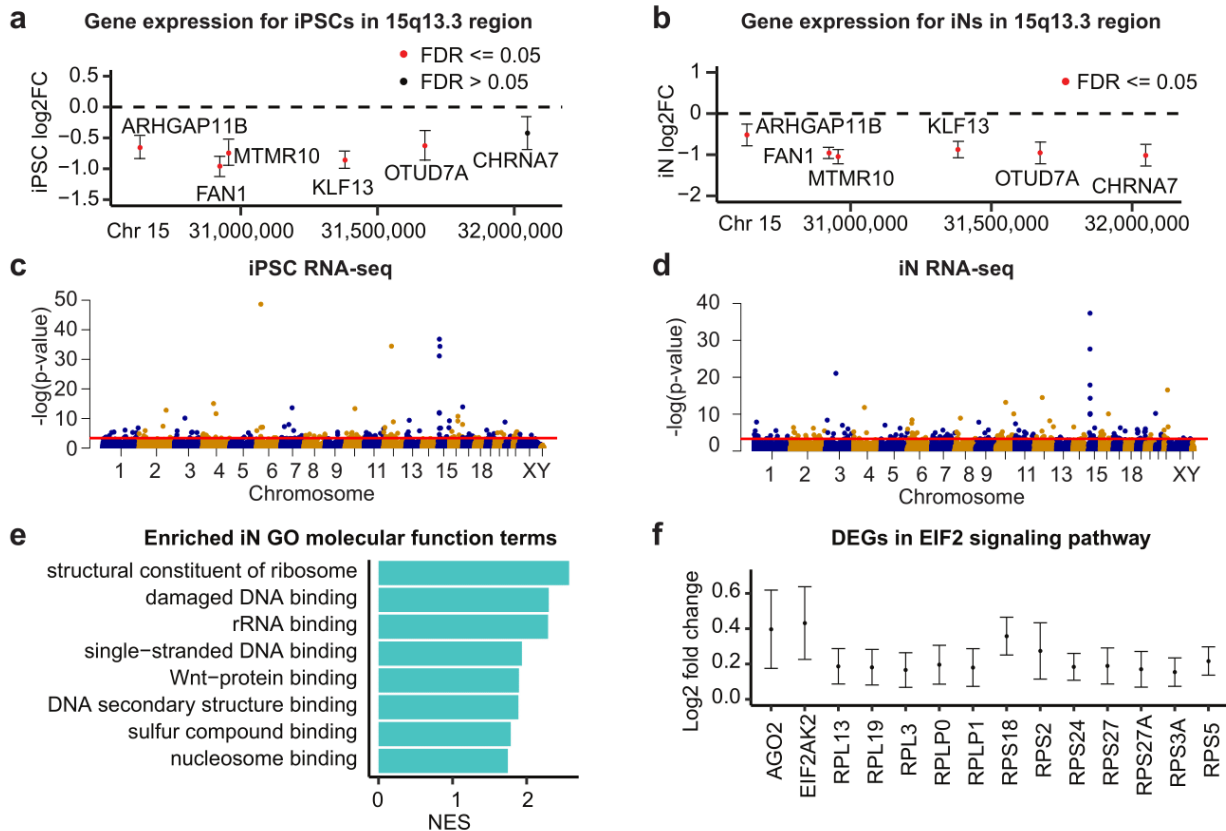 a Gene expression for iPSCs in 15q13.3 region
FDR <= 0.05
FDR > 0.05
iPSC log2FC
0.5
0.0
−0.5
−1.0
−1.5
ARHGAP11B
MTMR10
FAN1
KLF13
OTUD7A
CHRNA7
Chr 15 31,000,000 31,500,000 32,000,000
b Gene expression for iNs in 15q13.3 region
FDR <= 0.05
iN log2FC
1
0
−1
−2
ARHGAP11B
KLF13
FAN1
MTMR10
OTUD7A
CHRNA7
Chr 15 31,000,000 31,500,000 32,000,000
c iPSC RNA-seq
-log(p-value)
50
40
30
20
10
0
1 2 3 4 5 6 7 8 9 11 13 15 18 XY
Chromosome
d iN RNA-seq
-log(p-value)
40
30
20
10
0
1 2 3 4 5 6 7 8 9 11 13 15 18 XY
Chromosome
e Enriched iN GO molecular function terms
structural constituent of ribosome
damaged DNA binding
rRNA binding
single−stranded DNA binding
Wnt−protein binding
DNA secondary structure binding
sulfur compound binding
nucleosome binding
0 1 2
NES
f DEGs in EIF2 signaling pathway
Log2 fold change
0.6
0.4
0.2
0.0
AGO2
EIF2AK2
RPL13
RPL19
RPL3
RPLP0
RPLP1
RPS18
RPS2
RPS24
RPS27
RPS27A
RPS3A
RPS5